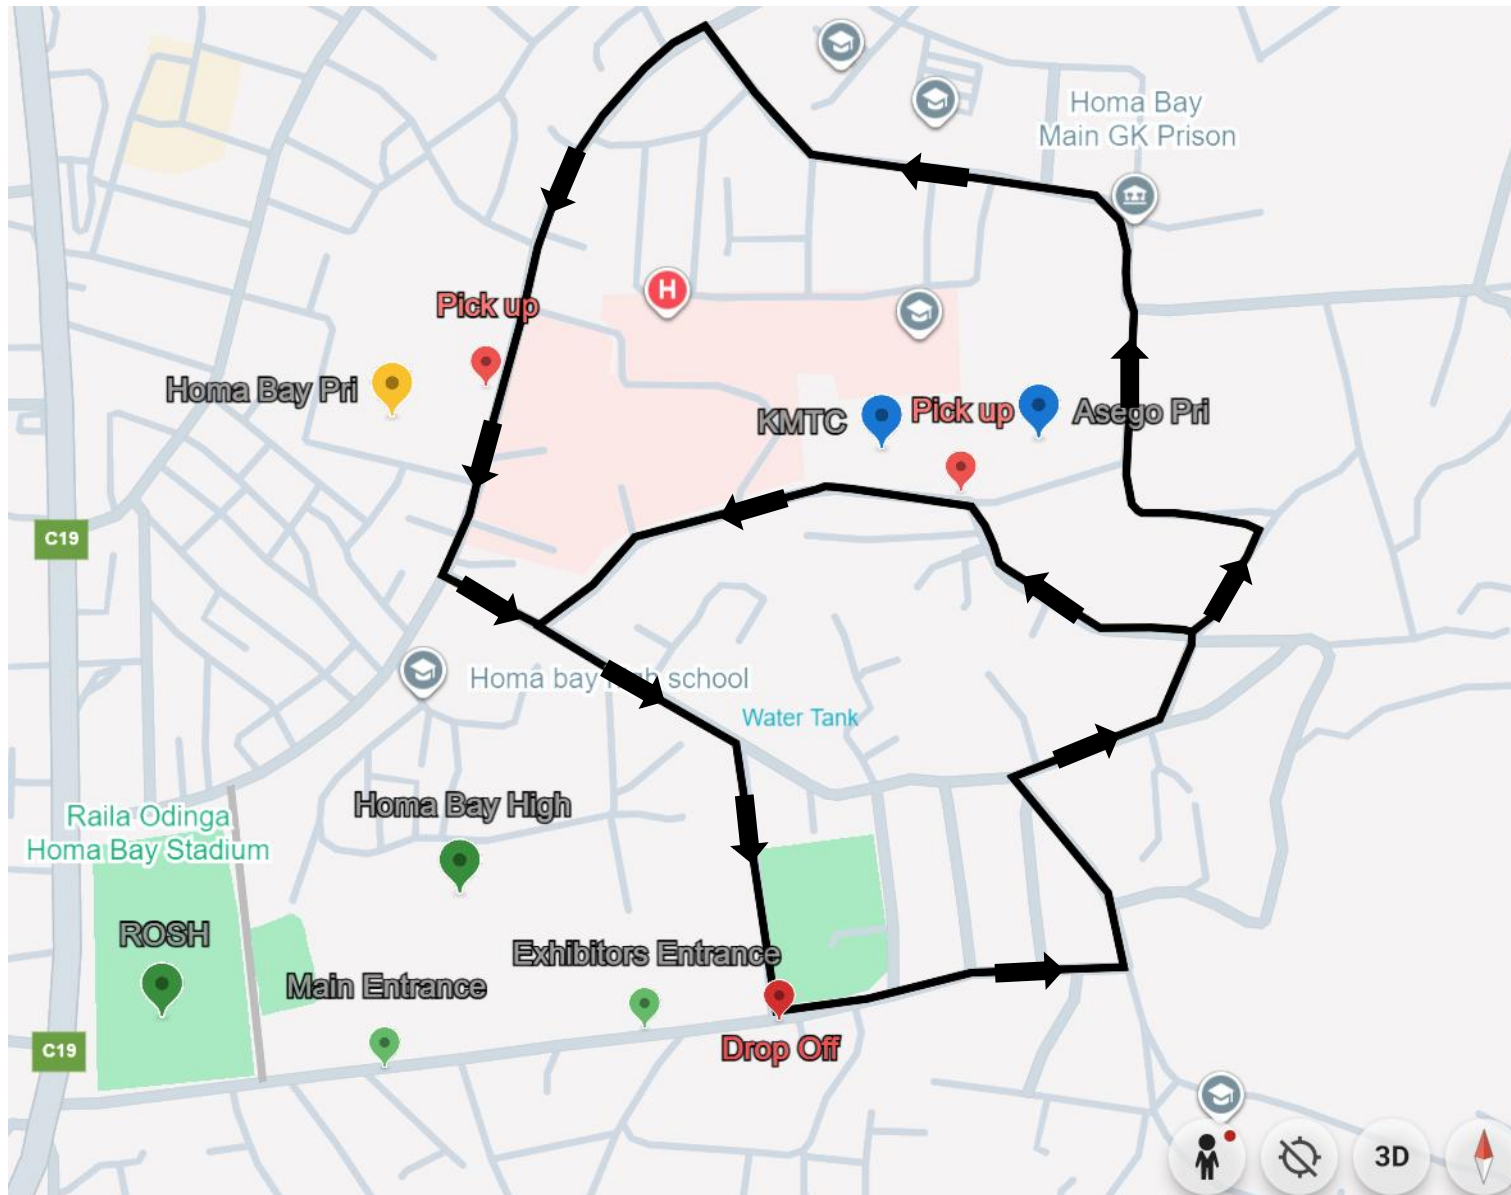 Homa Bay
Main GK Prison
H
Pick up
Homa Bay Pri
KMTC
Pick up
Asego Pri
C19
Homa bay high school
Water Tank
Homa Bay High
Raila Odinga
Homa Bay Stadium
ROSH
Exhibitors Entrance
Main Entrance
C19
Drop Off
3D